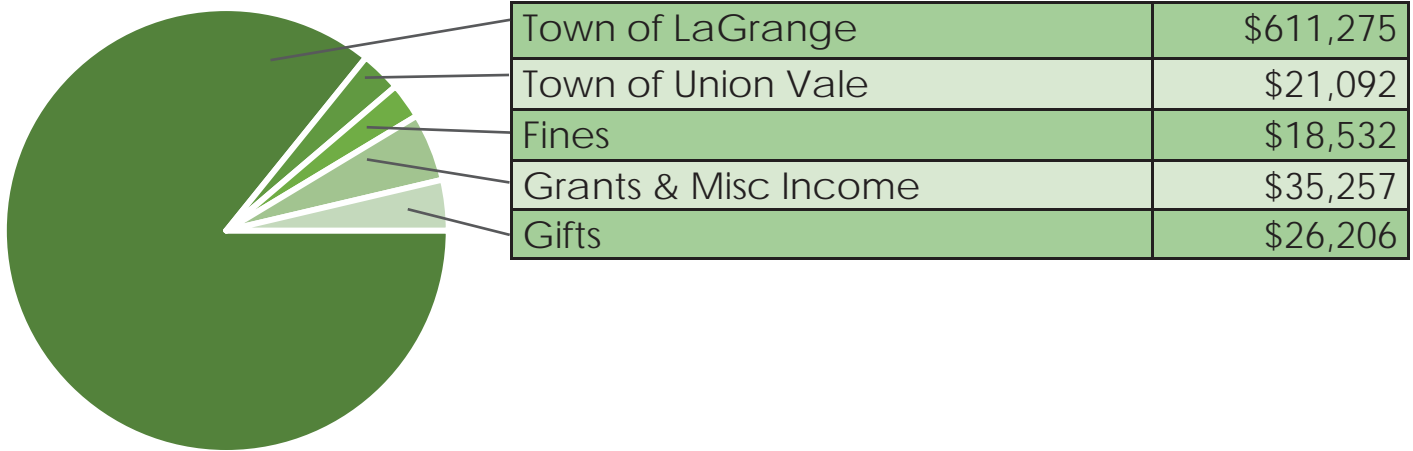 Town of LaGrange $611,275
Town of Union Vale $21,092
Fines $18,532
Grants & Misc Income $35,257
Gifts $26,206